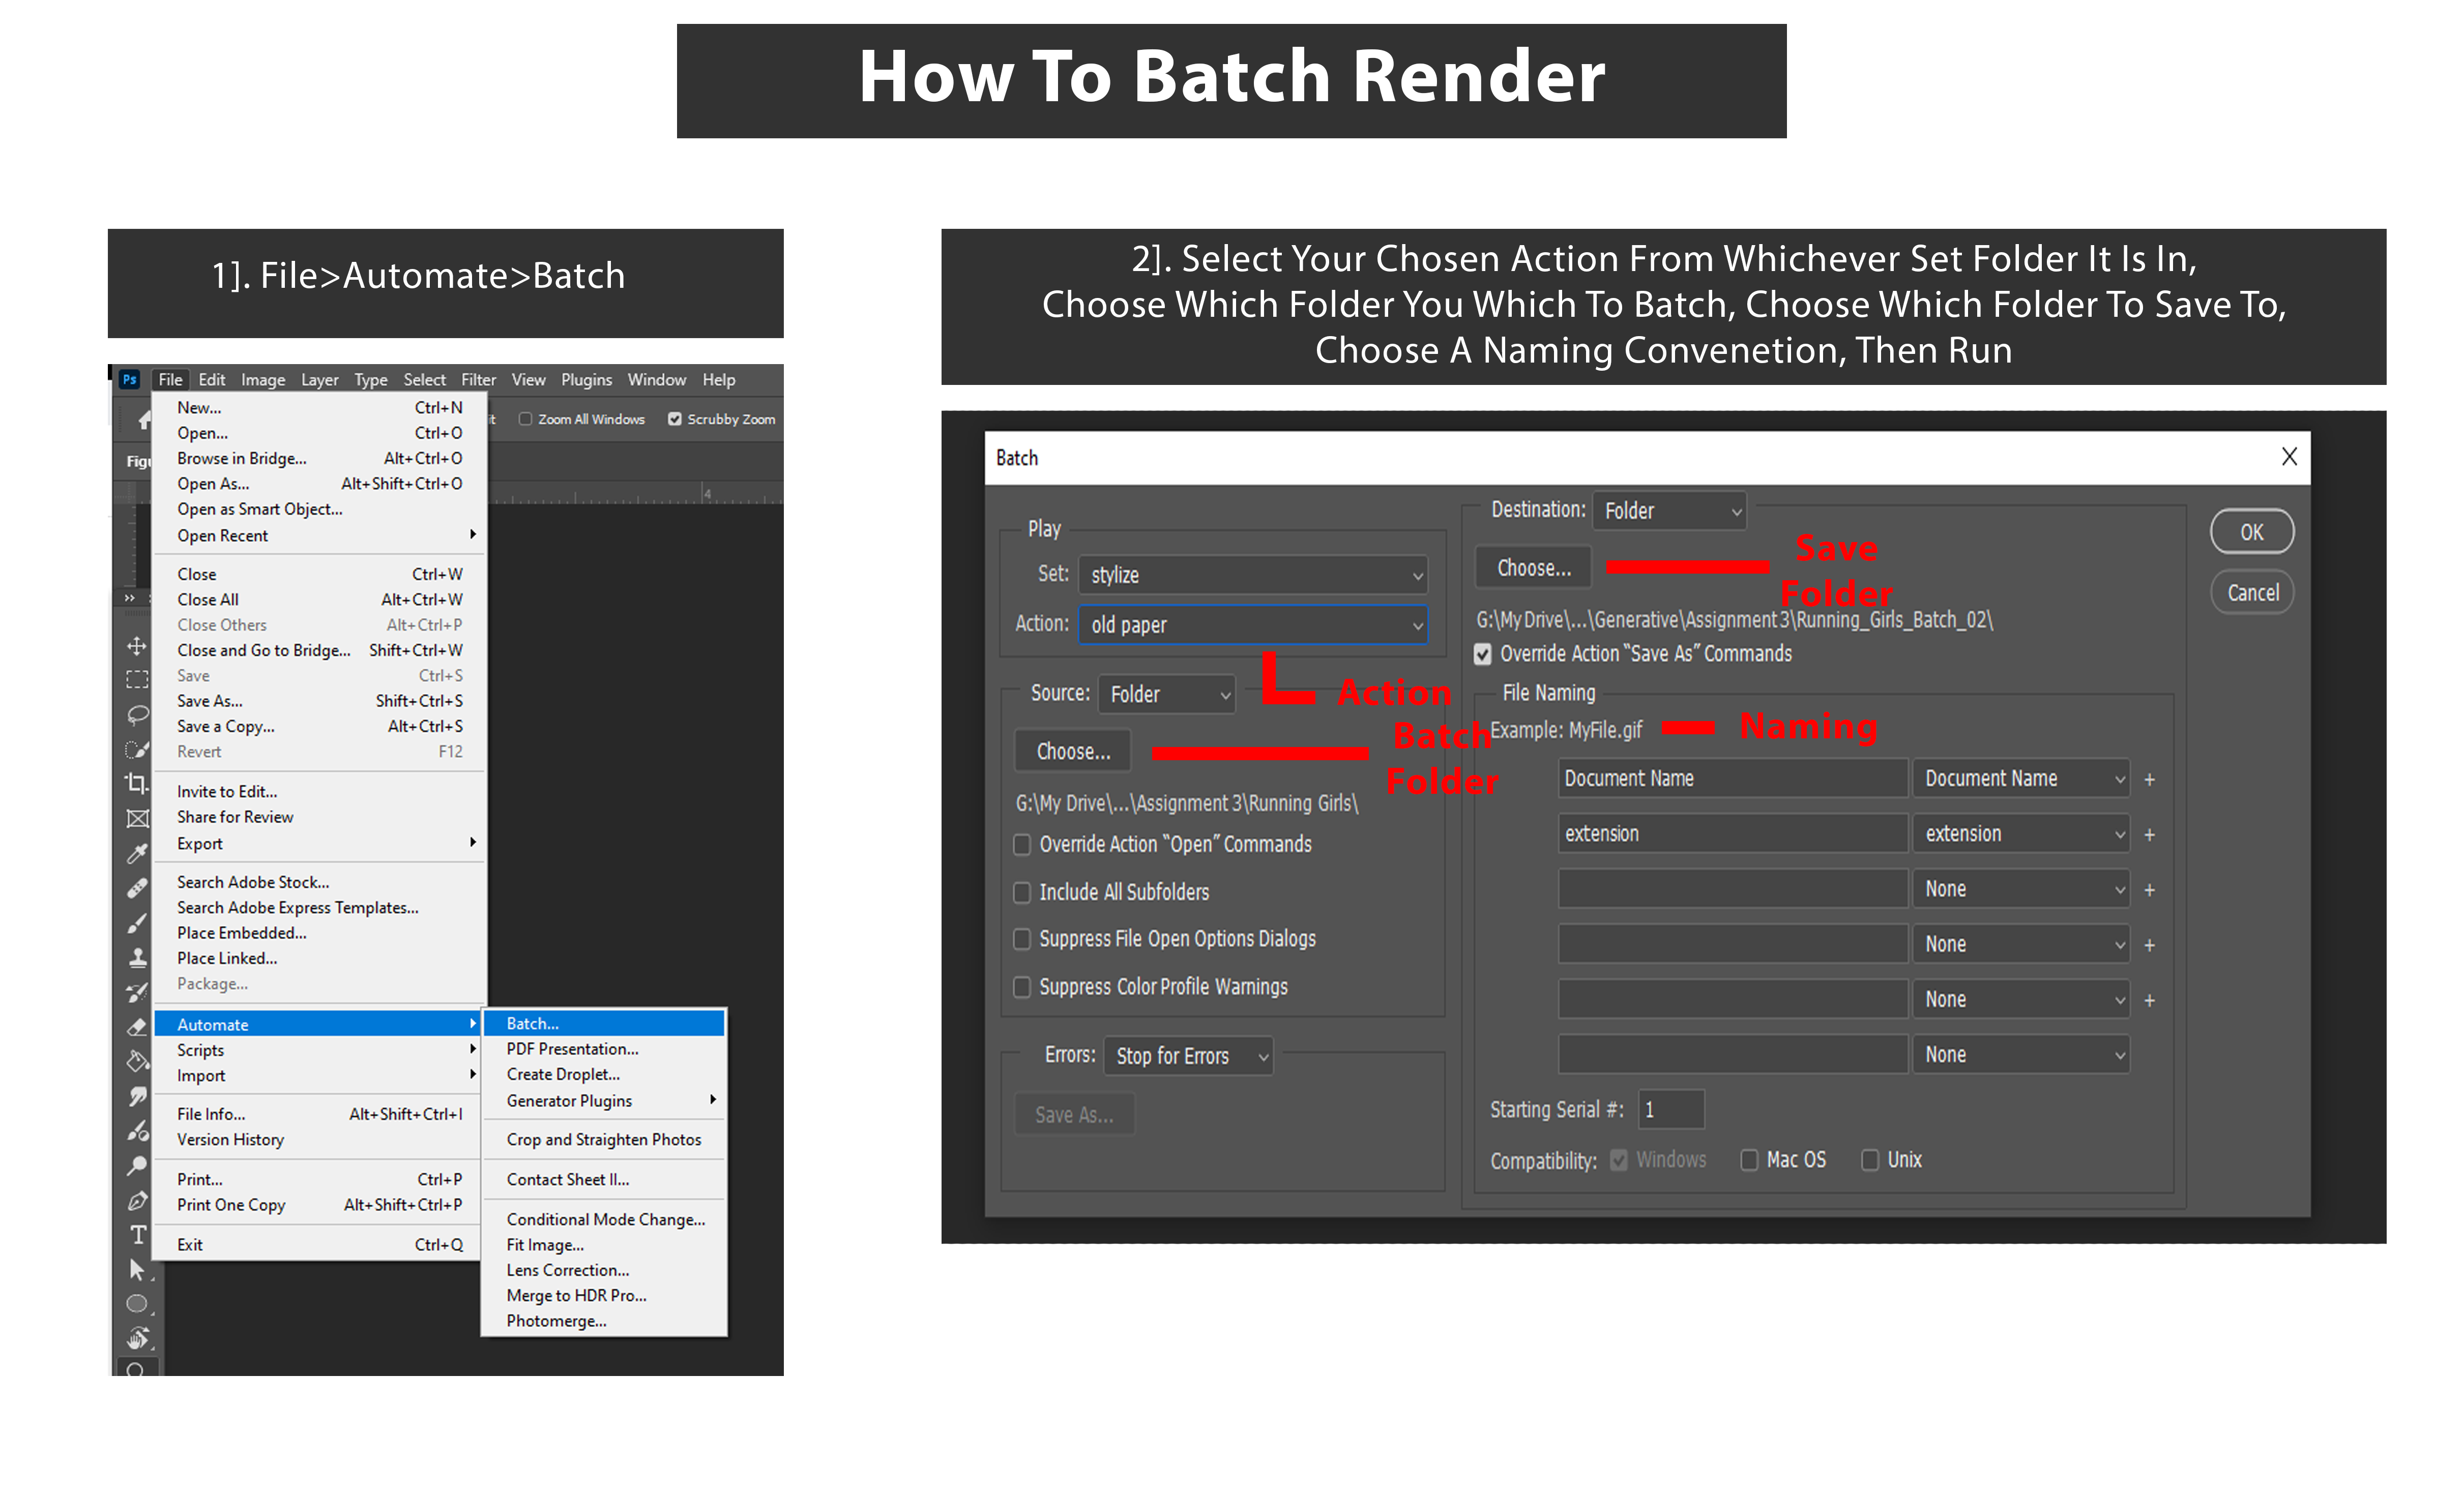 How To Batch Render
1]. File>Automate>Batch
Ps File Edit Image Layer Type Select Filter View Plugins Window Help
it Zoom All Windows Scrubby Zoom
4
New... Ctrl+N
Open... Ctrl+O
Browse in Bridge... Alt+Ctrl+O
Open As... Alt+Shift+Ctrl+O
Open as Smart Object...
Open Recent
Close Ctrl+W
Close All Alt+Ctrl+W
Close Others Alt+Ctrl+P
Close and Go to Bridge... Shift+Ctrl+W
Save Ctrl+S
Save As... Shift+Ctrl+S
Save a Copy... Alt+Ctrl+S
Revert F12
Invite to Edit...
Share for Review
Export
Search Adobe Stock...
Search Adobe Express Templates...
Place Embedded...
Place Linked...
Package...
Automate
Scripts
Import
File Info... Alt+Shift+Ctrl+I
Version History
Print... Ctrl+P
Print One Copy Alt+Shift+Ctrl+P
Exit Ctrl+Q
Batch...
PDF Presentation...
Create Droplet...
Generator Plugins
Crop and Straighten Photos
Contact Sheet II...
Conditional Mode Change...
Fit Image...
Lens Correction...
Merge to HDR Pro...
Photomerge...
2]. Select Your Chosen Action From Whichever Set Folder It Is In,
Choose Which Folder You Which To Batch, Choose Which Folder To Save To,
Choose A Naming Convenetion, Then Run
Batch
Play
Set: stylize
Action: old paper
Action
Source: Folder
Choose...
Batch
Folder
G:\My Drive\...\Assignment 3\Running Girls\
Override Action “Open” Commands
Include All Subfolders
Suppress File Open Options Dialogs
Suppress Color Profile Warnings
Errors: Stop for Errors
Save As...
Destination: Folder
Choose...
Save
Folder
G:\My Drive\...\Generative\Assignment 3\Running_Girls_Batch_02\
Override Action “Save As” Commands
File Naming
Example: MyFile.gif
Naming
Document Name Document Name +
extension extension +
None +
None +
None +
None
Starting Serial #: 1
Compatibility: Windows Mac OS Unix
OK
Cancel